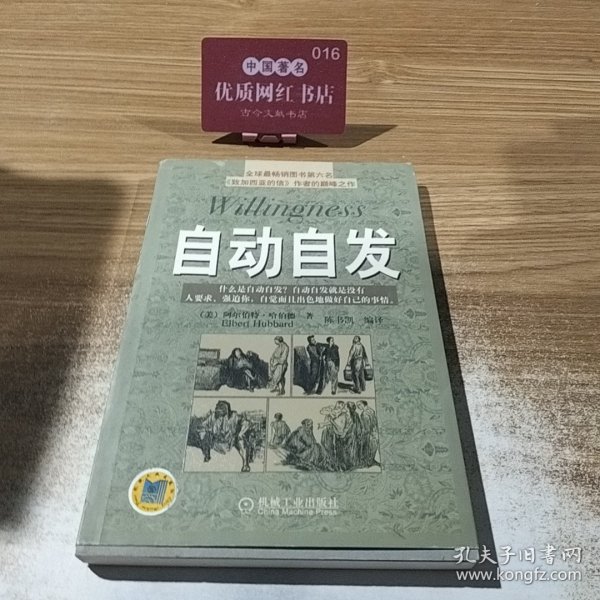 016
中国著名
优质网红书店
古今文献书店
全球最畅销图书第六名
《致加西亚的信》作者的巅峰之作
Willingness
自动自发
什么是自动自发？自动自发就是没有
人要求、强迫你，自觉而且出色地做好自己的事情。
（美）阿尔伯特·哈伯德 著
Elbert Hubbard
陈书凯 编译
机械工业出版社
China Machine Press
孔夫子旧书网
www.kongfz.com